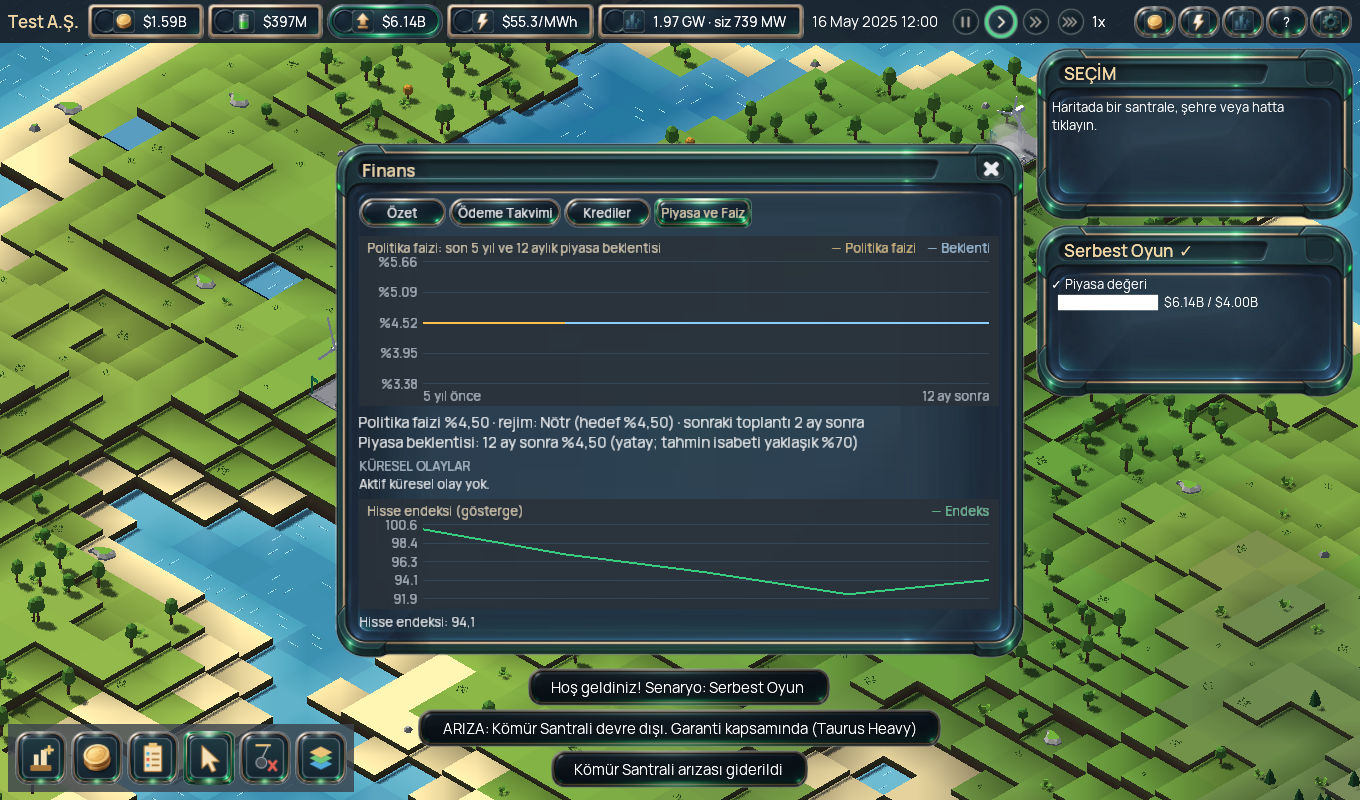 Test A.Ş. $1.59B $397M $6.14B $55.3/MWh 1.97 GW · siz 739 MW 16 May 2025 12:00 1x ?
SEÇİM
Haritada bir santrale, şehre veya hatta
tıklayın.
Serbest Oyun ✓
✓ Piyasa değeri
$6.14B / $4.00B
Finans
Özet Ödeme Takvimi Krediler Piyasa ve Faiz
Politika faizi: son 5 yıl ve 12 aylık piyasa beklentisi — Politika faizi — Beklenti
%5.66
%5.09
%4.52
%3.95
%3.38
5 yıl önce 12 ay sonra
Politika faizi %4,50 · rejim: Nötr (hedef %4,50) · sonraki toplantı 2 ay sonra
Piyasa beklentisi: 12 ay sonra %4,50 (yatay; tahmin isabeti yaklaşık %70)
KÜRESEL OLAYLAR
Aktif küresel olay yok.
Hisse endeksi (gösterge) — Endeks
100.6
98.4
96.3
94.1
91.9
Hisse endeksi: 94,1
Hoş geldiniz! Senaryo: Serbest Oyun
ARIZA: Kömür Santrali devre dışı. Garanti kapsamında (Taurus Heavy)
Kömür Santrali arızası giderildi